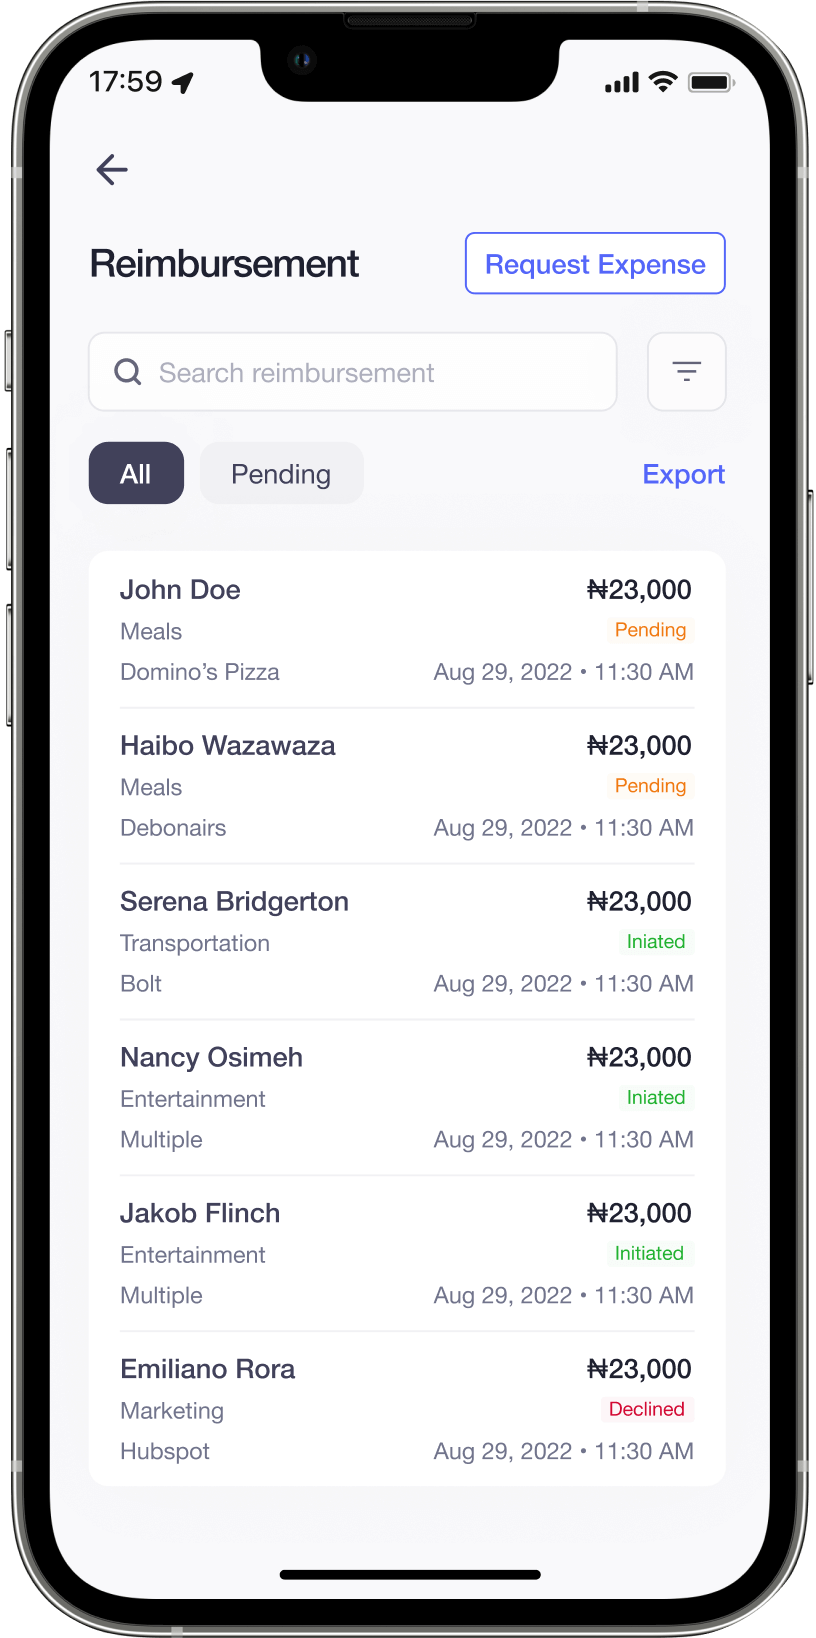 17:59
Reimbursement
Request Expense
Search reimbursement
All
Pending
Export
John Doe
₦23,000
Meals
Pending
Domino’s Pizza
Aug 29, 2022 • 11:30 AM
Haibo Wazawaza
₦23,000
Meals
Pending
Debonairs
Aug 29, 2022 • 11:30 AM
Serena Bridgerton
₦23,000
Transportation
Iniated
Bolt
Aug 29, 2022 • 11:30 AM
Nancy Osimeh
₦23,000
Entertainment
Iniated
Multiple
Aug 29, 2022 • 11:30 AM
Jakob Flinch
₦23,000
Entertainment
Initiated
Multiple
Aug 29, 2022 • 11:30 AM
Emiliano Rora
₦23,000
Marketing
Declined
Hubspot
Aug 29, 2022 • 11:30 AM